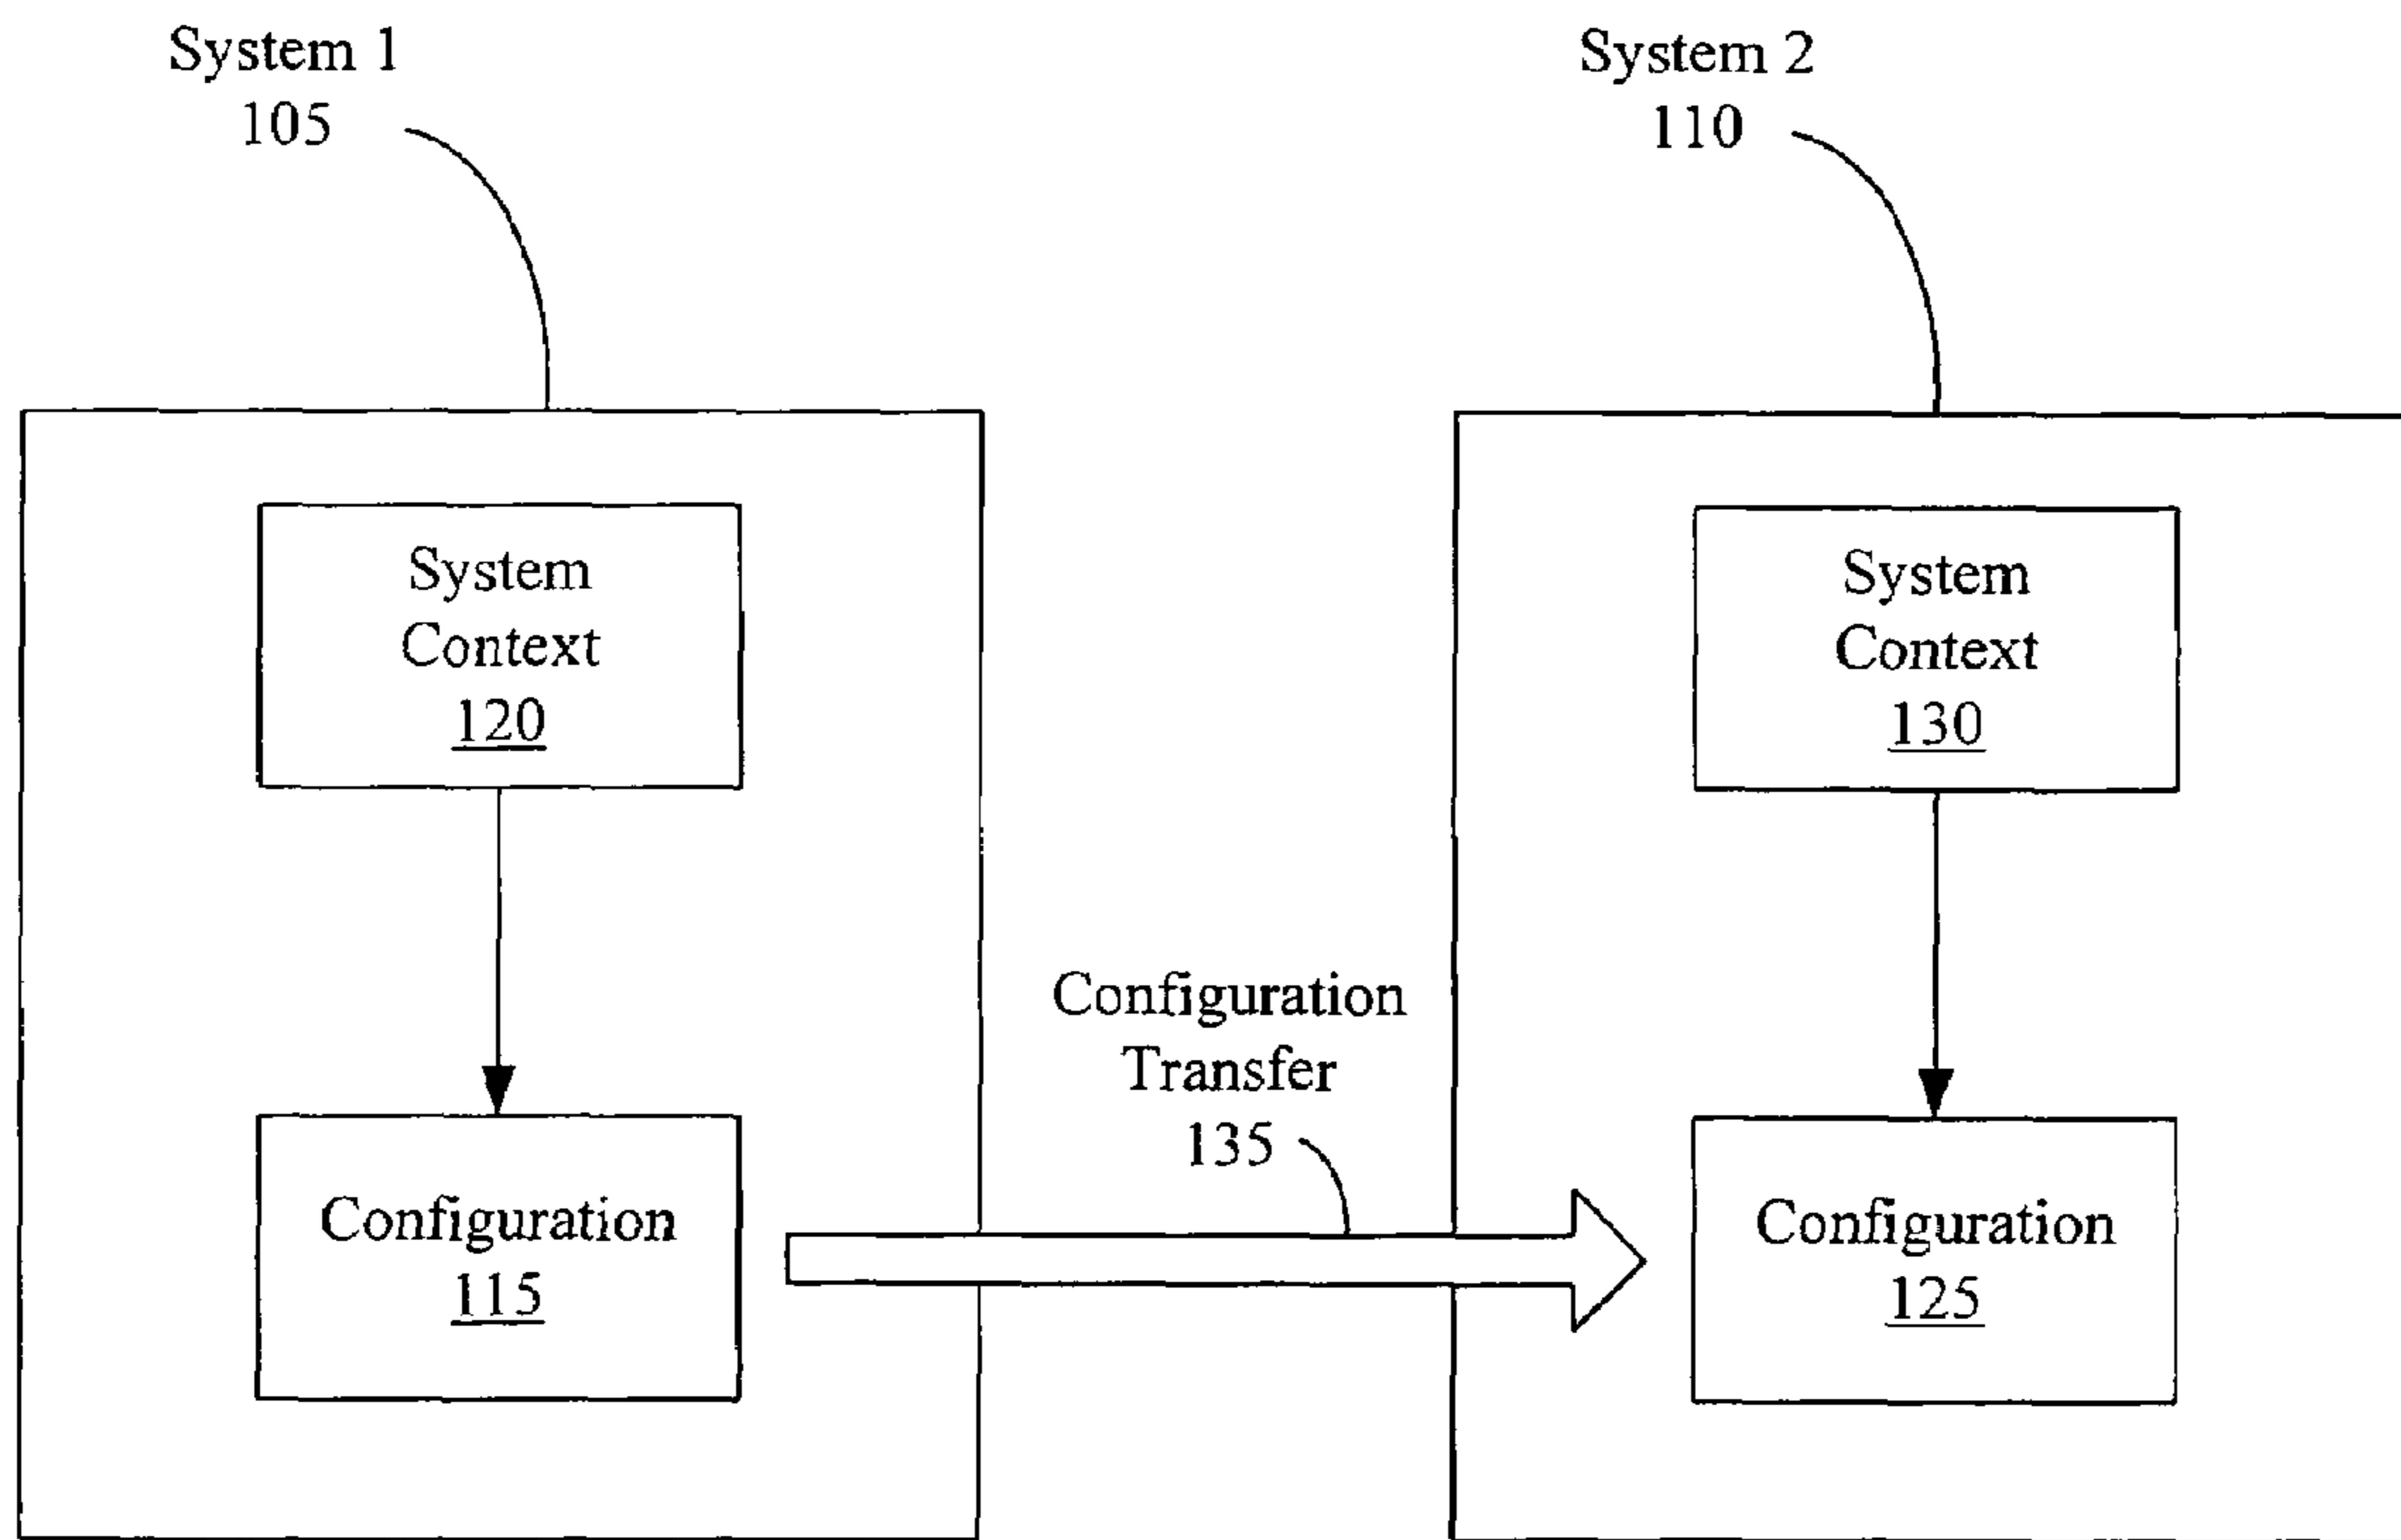 System 1
105
System 2
110
System
Context
120
System
Context
130
Configuration
Transfer
135
Configuration
115
Configuration
125